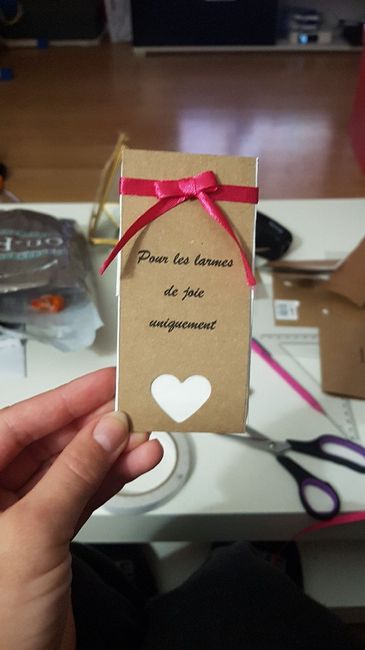 Pour les larmes
de joie
uniquement